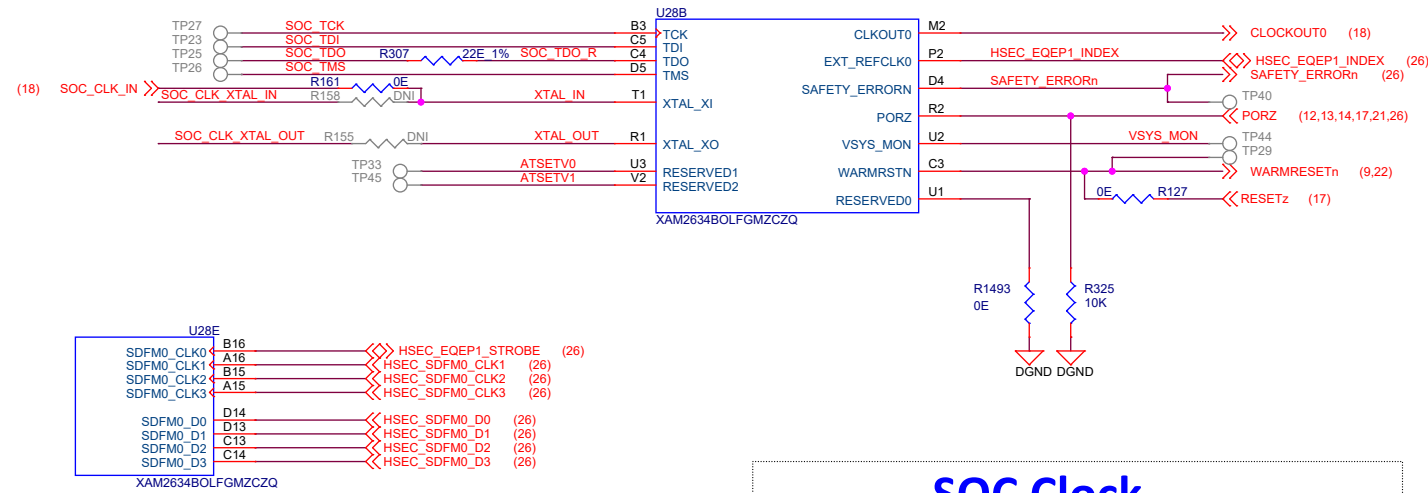 U28B
TP27 SOC_TCK B3 TCK CLKOUT0 M2 CLOCKOUT0 (18)
TP23 SOC_TDI C5 TDI
TP25 SOC_TDO R307 22E_1% SOC_TDO_R C4 TDO EXT_REFCLK0 P2 HSEC_EQEP1_INDEX HSEC_EQEP1_INDEX (26)
TP26 SOC_TMS D5 TMS
SAFETY_ERRORn (26)
(18) SOC_CLK_IN R161 0E SAFETY_ERRORN D4 SAFETY_ERRORn
SOC_CLK_XTAL_IN R158 DNI XTAL_IN T1 XTAL_XI TP40
PORZ R2 PORZ (12,13,14,17,21,26)
SOC_CLK_XTAL_OUT R155 DNI XTAL_OUT R1 XTAL_XO VSYS_MON U2 VSYS_MON TP44
TP29
TP33 ATSETV0 U3 RESERVED1 WARMRSTN C3 WARMRESETn (9,22)
TP45 ATSETV1 V2 RESERVED2
RESERVED0 U1 0E R127 RESETz (17)
XAM2634BOLFGMZCZQ
R1493 R325
0E 10K
DGND DGND
U28E
SDFM0_CLK0 B16 HSEC_EQEP1_STROBE (26)
SDFM0_CLK1 A16 HSEC_SDFM0_CLK1 (26)
SDFM0_CLK2 B15 HSEC_SDFM0_CLK2 (26)
SDFM0_CLK3 A15 HSEC_SDFM0_CLK3 (26)
SDFM0_D0 D14 HSEC_SDFM0_D0 (26)
SDFM0_D1 D13 HSEC_SDFM0_D1 (26)
SDFM0_D2 C13 HSEC_SDFM0_D2 (26)
SDFM0_D3 C14 HSEC_SDFM0_D3 (26)
XAM2634BOLFGMZCZQ
SOC Clock